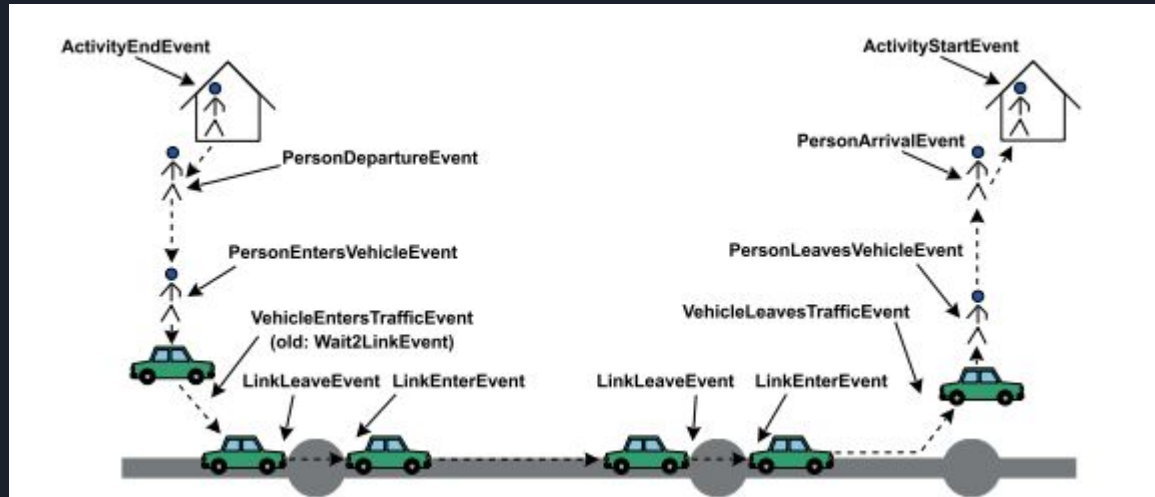 ActivityEndEvent
ActivityStartEvent
PersonDepartureEvent
PersonArrivalEvent
PersonEntersVehicleEvent
PersonLeavesVehicleEvent
VehicleEntersTrafficEvent
(old: Wait2LinkEvent)
VehicleLeavesTrafficEvent
LinkLeaveEvent
LinkEnterEvent
LinkLeaveEvent
LinkEnterEvent